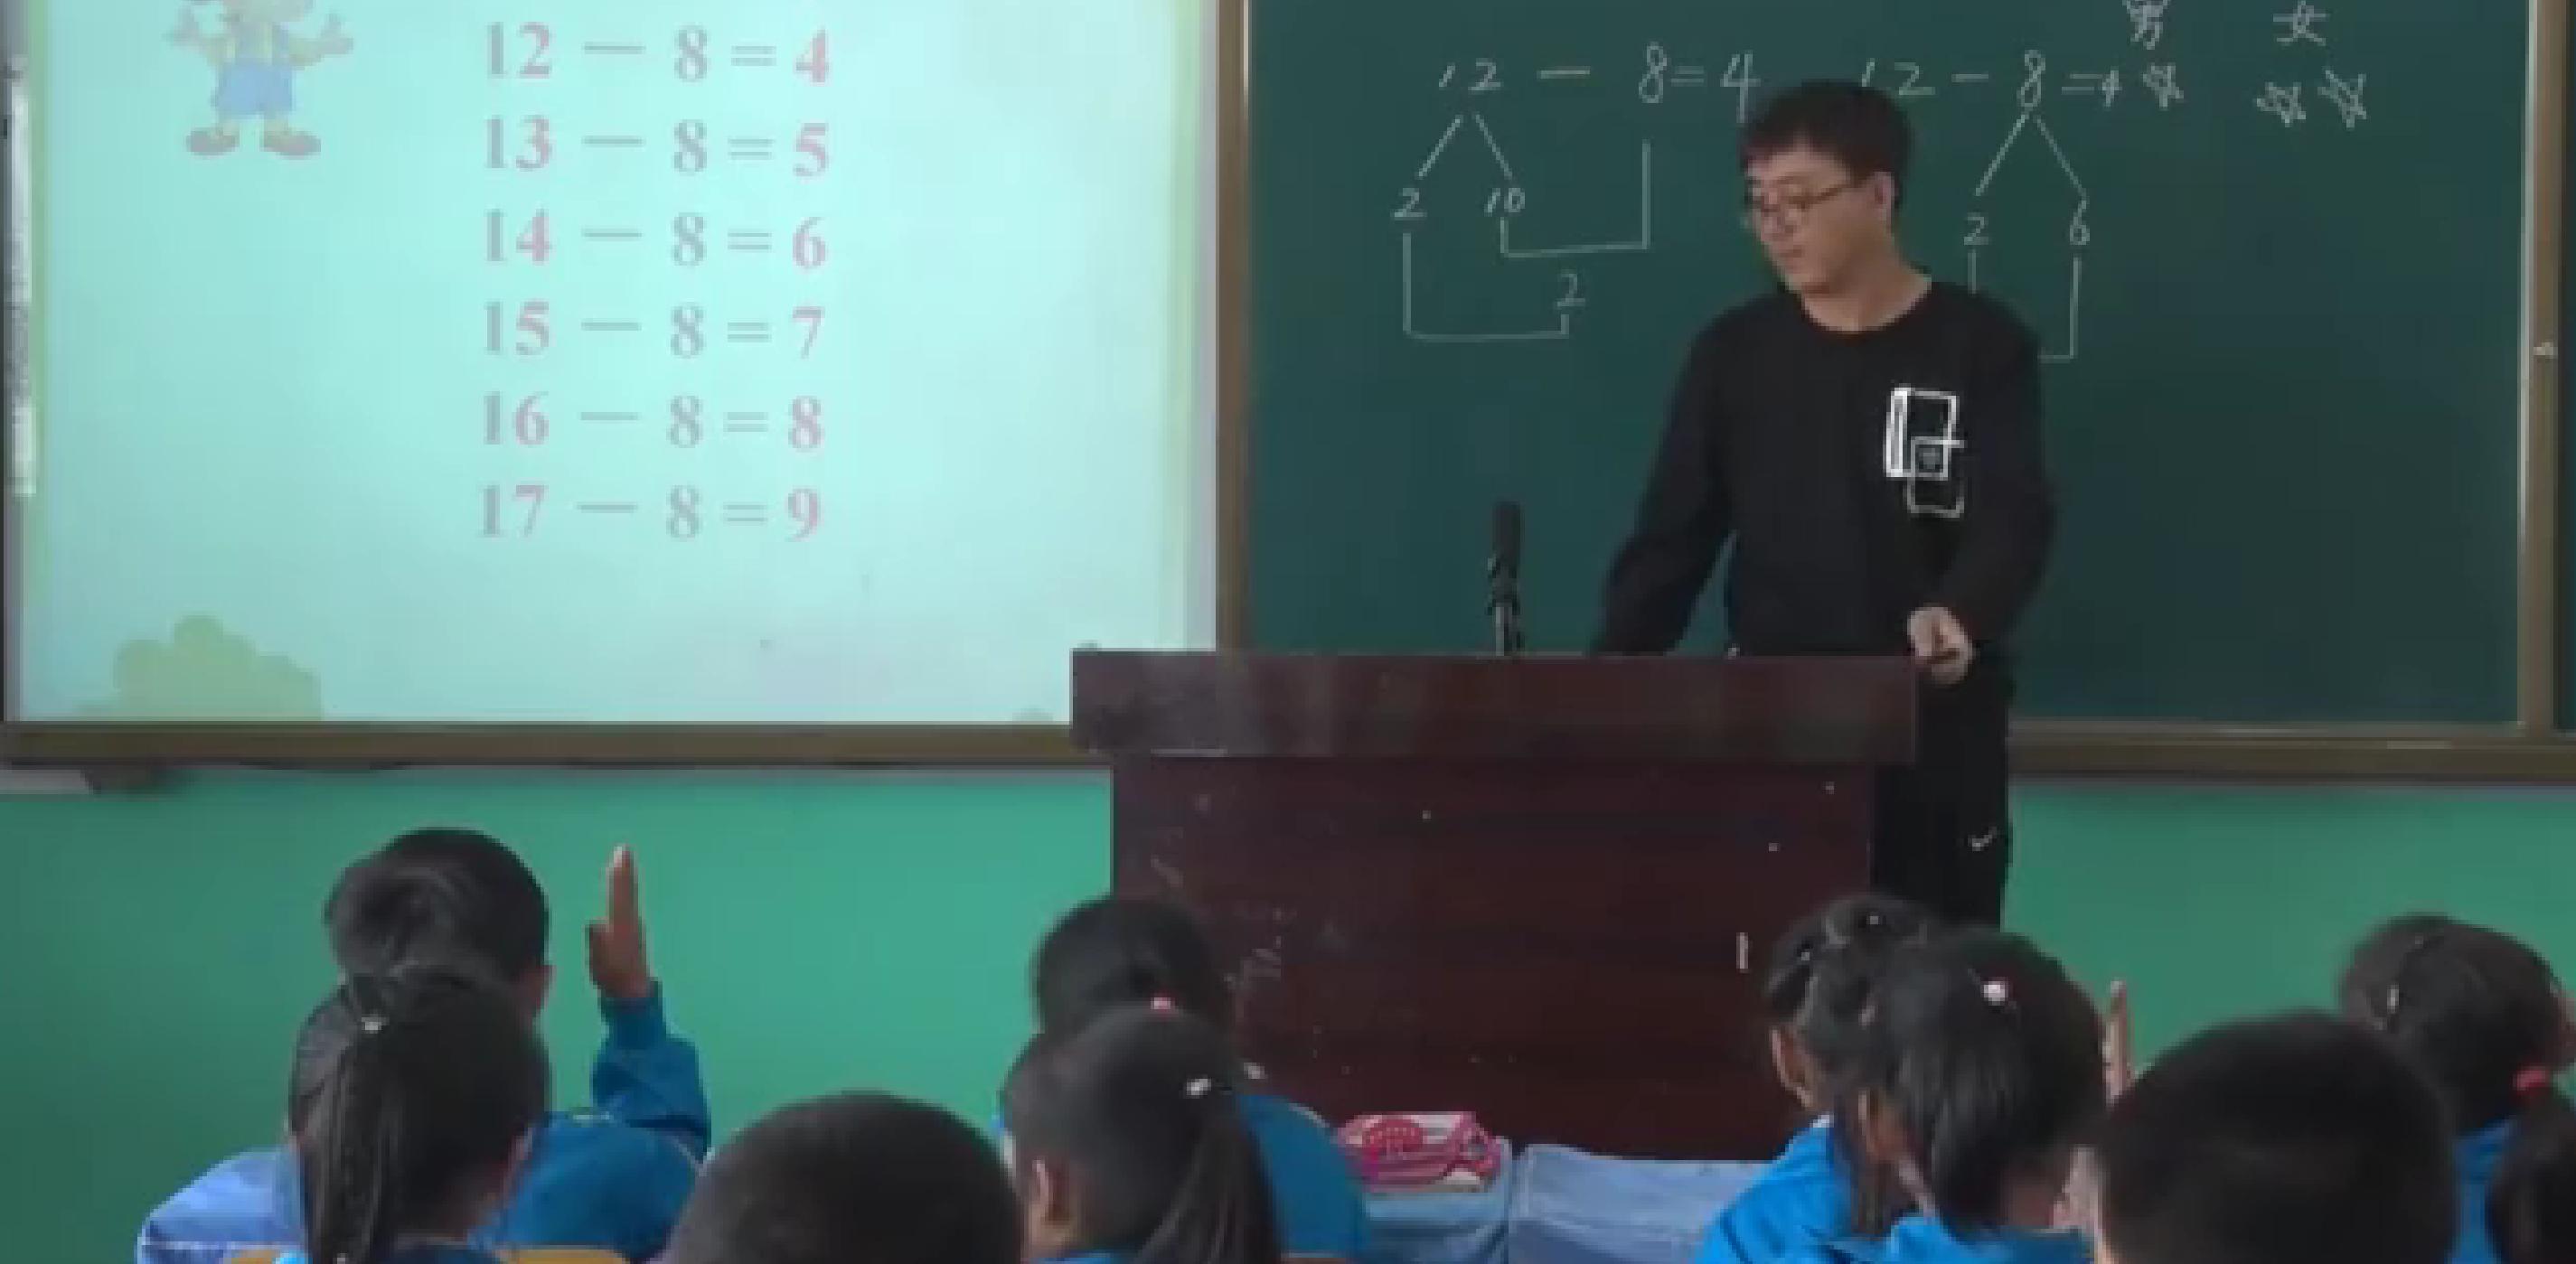 12 - 8 = 4
13 - 8 = 5
14 - 8 = 6
15 - 8 = 7
16 - 8 = 8
17 - 8 = 9
男 女
12 - 8 = 4
2 10
2
12 - 8 = 4
2 6